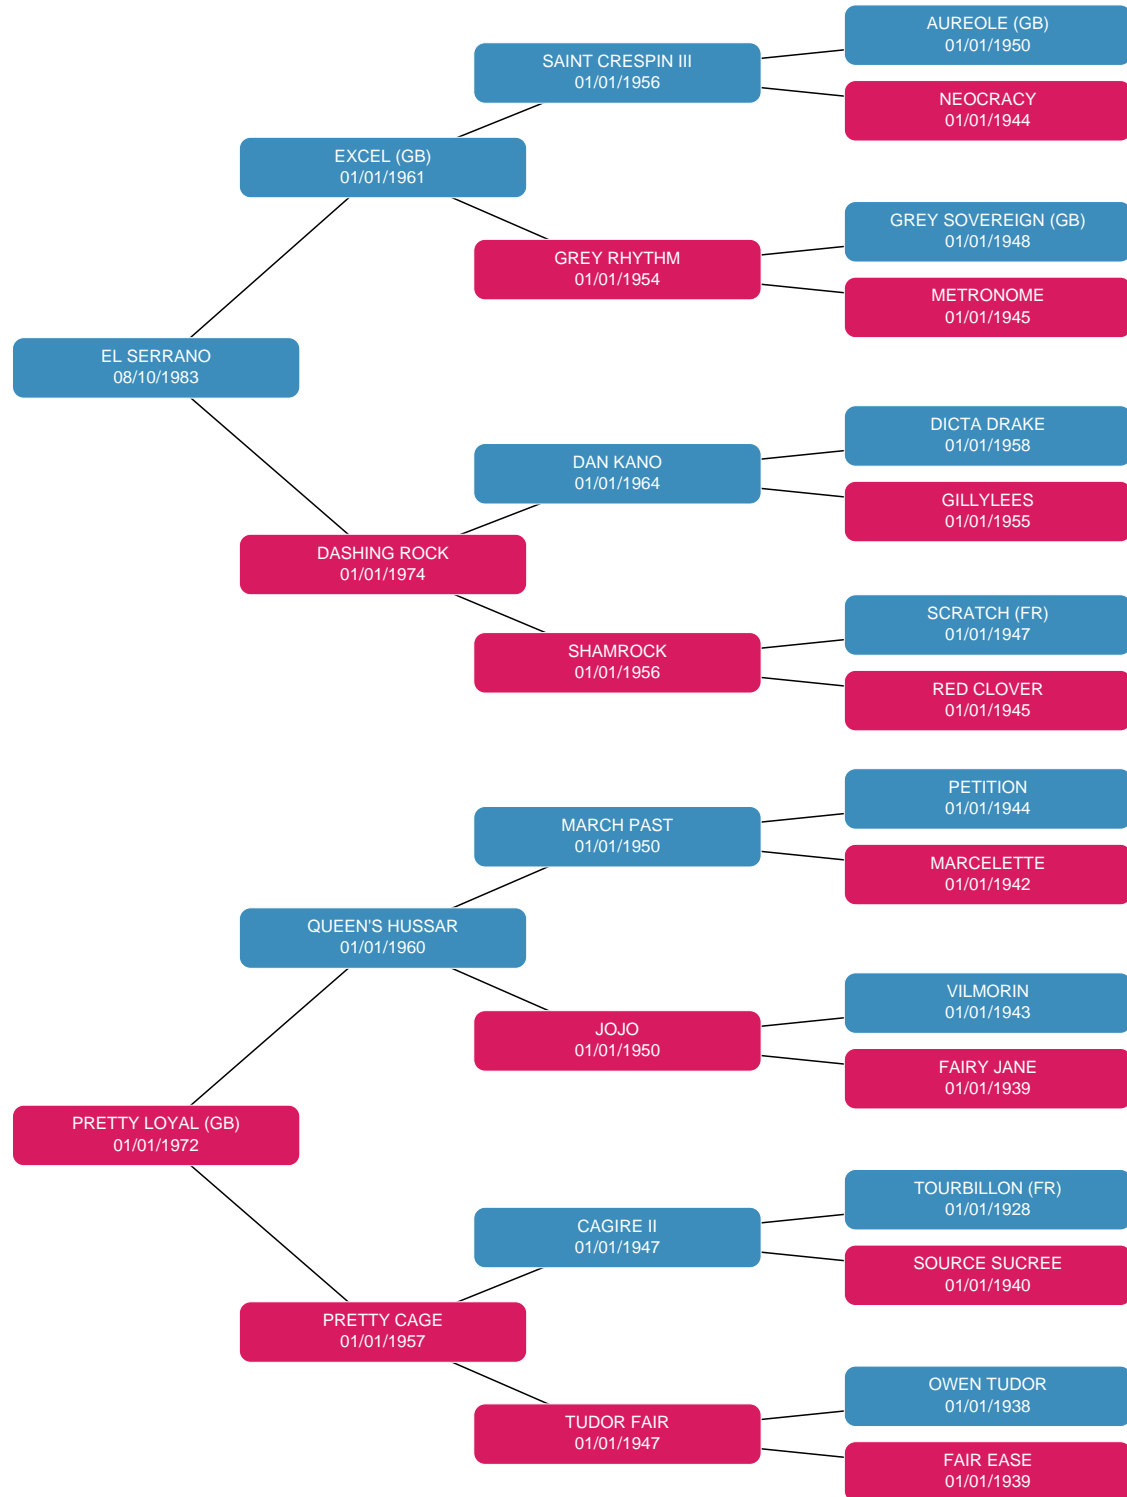 AUREOLE (GB)
01/01/1950
SAINT CRESPIN III
01/01/1956
NEOCRACY
01/01/1944
EXCEL (GB)
01/01/1961
GREY SOVEREIGN (GB)
01/01/1948
GREY RHYTHM
01/01/1954
METRONOME
01/01/1945
EL SERRANO
08/10/1983
DICTA DRAKE
01/01/1958
DAN KANO
01/01/1964
GILLYLEES
01/01/1955
DASHING ROCK
01/01/1974
SCRATCH (FR)
01/01/1947
SHAMROCK
01/01/1956
RED CLOVER
01/01/1945
PETITION
01/01/1944
MARCH PAST
01/01/1950
MARCELETTE
01/01/1942
QUEEN'S HUSSAR
01/01/1960
VILMORIN
01/01/1943
JOJO
01/01/1950
FAIRY JANE
01/01/1939
PRETTY LOYAL (GB)
01/01/1972
TOURBILLON (FR)
01/01/1928
CAGIRE II
01/01/1947
SOURCE SUCREE
01/01/1940
PRETTY CAGE
01/01/1957
OWEN TUDOR
01/01/1938
TUDOR FAIR
01/01/1947
FAIR EASE
01/01/1939